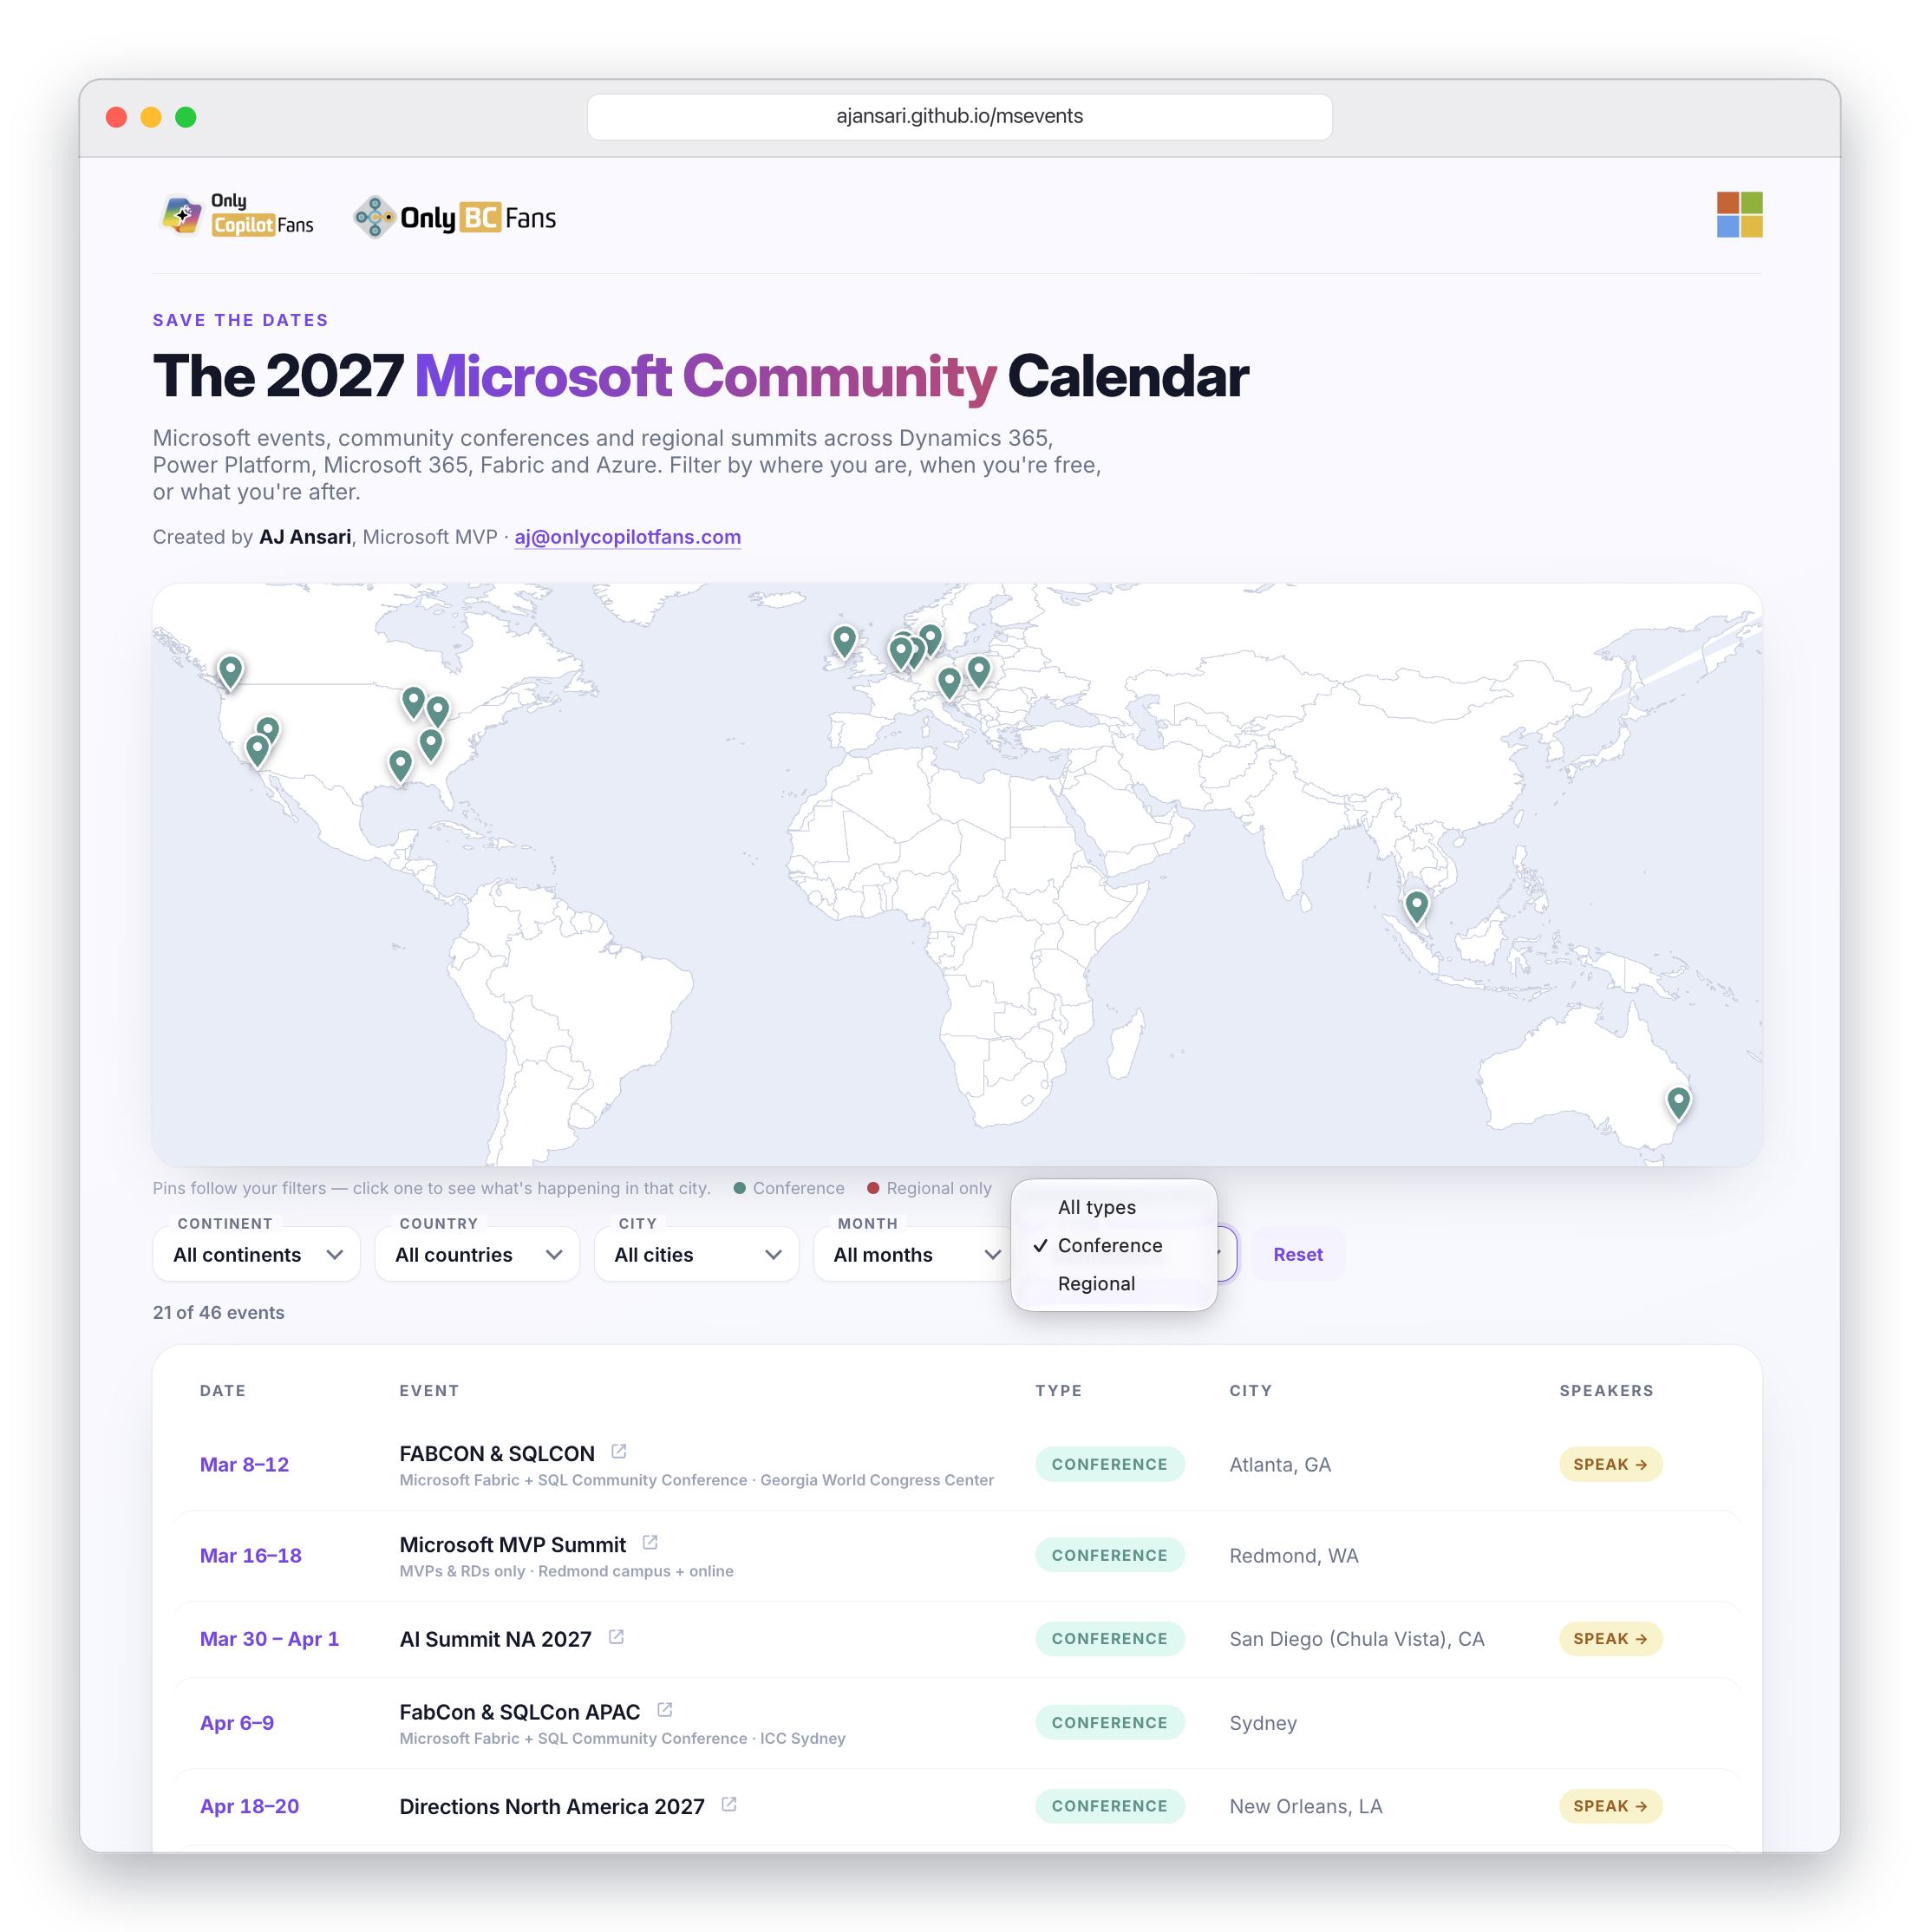 ajansari.github.io/msevents
Only
Copilot Fans
Only BC Fans
SAVE THE DATES
The 2027 Microsoft Community Calendar
Microsoft events, community conferences and regional summits across Dynamics 365,
Power Platform, Microsoft 365, Fabric and Azure. Filter by where you are, when you're free,
or what you're after.
Created by AJ Ansari, Microsoft MVP · aj@onlycopilotfans.com
Pins follow your filters — click one to see what's happening in that city. Conference Regional only
CONTINENT COUNTRY CITY MONTH
All continents All countries All cities All months
All types
✓ Conference
Regional
Reset
21 of 46 events
DATE EVENT TYPE CITY SPEAKERS
Mar 8–12 FABCON & SQLCON CONFERENCE Atlanta, GA SPEAK →
Microsoft Fabric + SQL Community Conference · Georgia World Congress Center
Mar 16–18 Microsoft MVP Summit CONFERENCE Redmond, WA
MVPs & RDs only · Redmond campus + online
Mar 30 – Apr 1 AI Summit NA 2027 CONFERENCE San Diego (Chula Vista), CA SPEAK →
Apr 6–9 FabCon & SQLCon APAC CONFERENCE Sydney
Microsoft Fabric + SQL Community Conference · ICC Sydney
Apr 18–20 Directions North America 2027 CONFERENCE New Orleans, LA SPEAK →